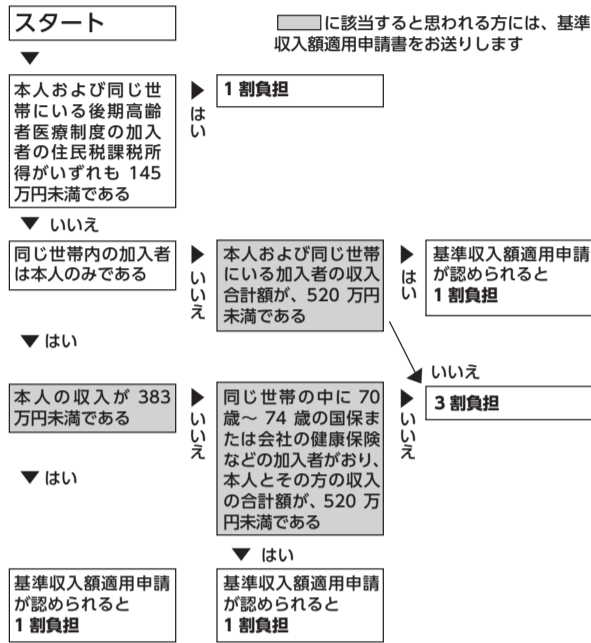 スタート
に該当すると思われる方には、基準
収入額適用申請書をお送りします
▼
本人および同じ世
帯にいる後期高齢
者医療制度の加入
者の住民税課税所
得がいずれも 145
万円未満である
▶
はい
1 割負担
▼ いいえ
同じ世帯内の加入者
は本人のみである
▶
いいえ
本人および同じ世帯
にいる加入者の収入
合計額が、520 万円
未満である
▶
はい
基準収入額適用申請
が認められると
1 割負担
▼ はい
いいえ
本人の収入が 383
万円未満である
▶
いいえ
同じ世帯の中に 70
歳～ 74 歳の国保ま
たは会社の健康保険
などの加入者がおり、
本人とその方の収入
の合計額が、520 万
円未満である
▶
いいえ
3 割負担
▼ はい
▼ はい
基準収入額適用申請
が認められると
1 割負担
基準収入額適用申請
が認められると
1 割負担